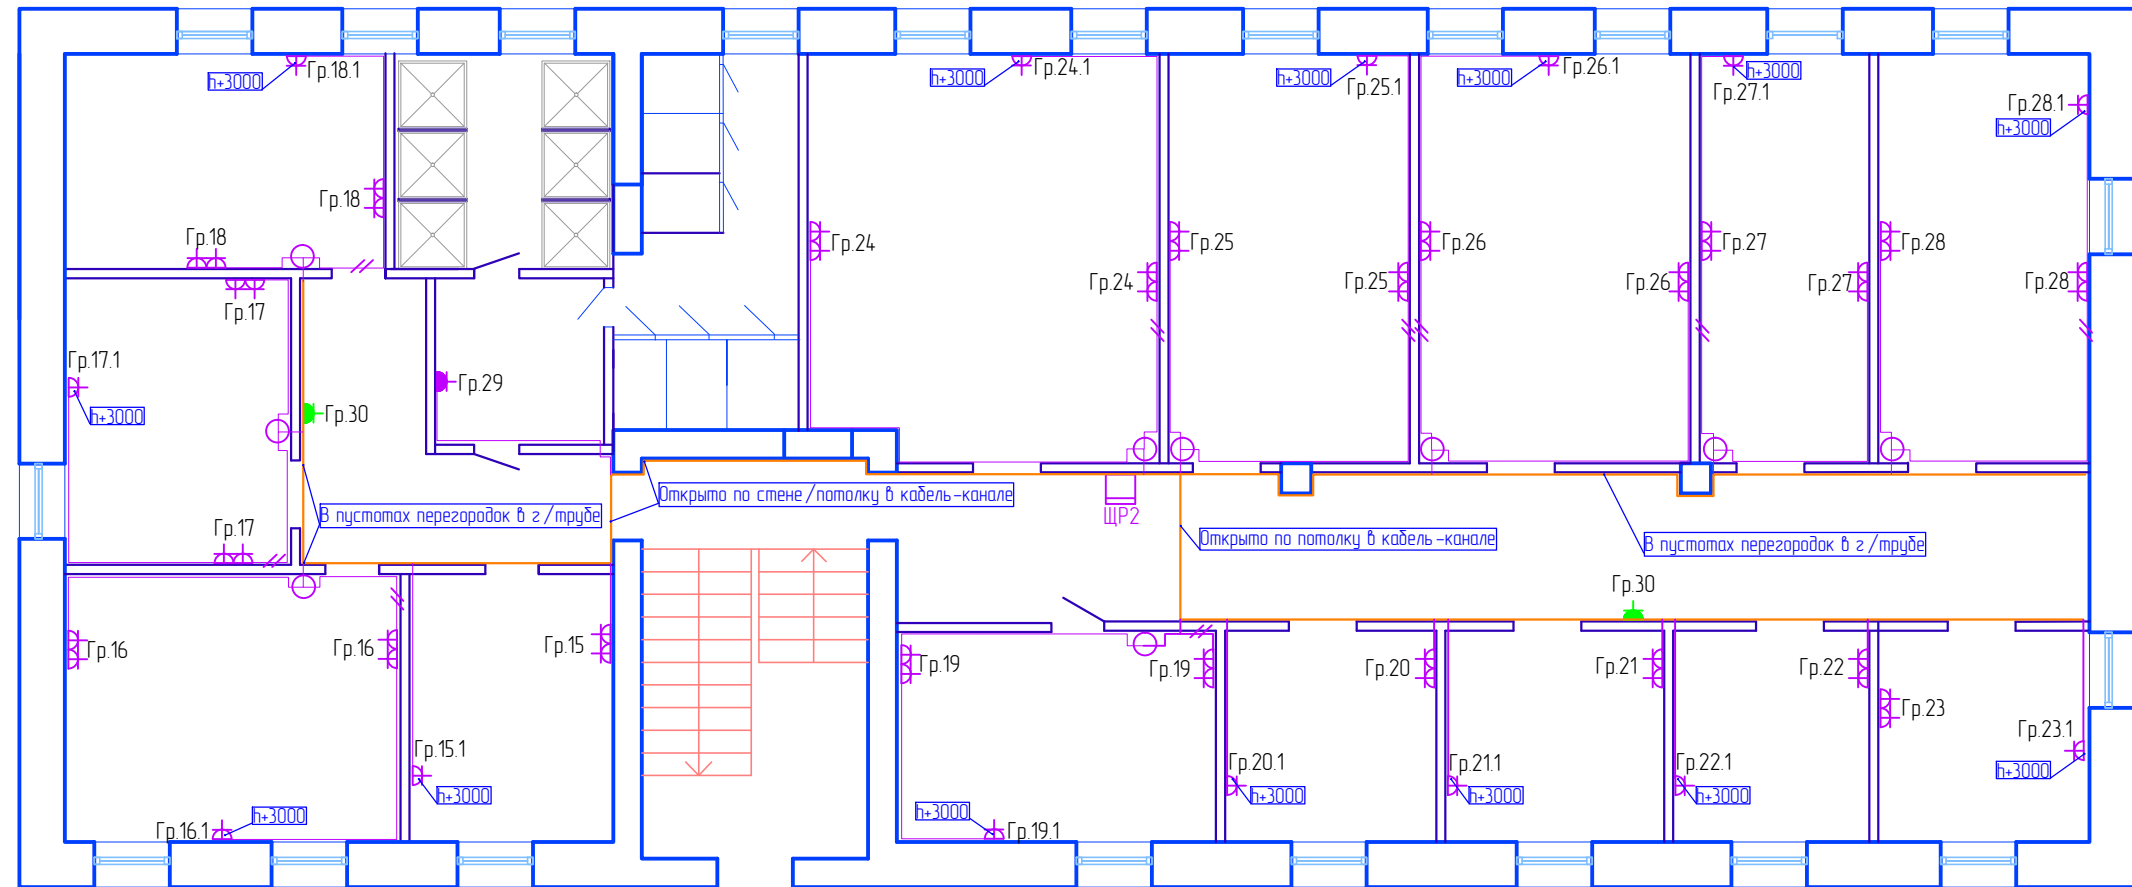 Гр.18.1
h+3000
Гр.24.1
h+3000
Гр.25.1
h+3000
Гр.26.1
h+3000
Гр.27.1
h+3000
Гр.28.1
h+3000
Гр.18
Гр.18
Гр.24
Гр.25
Гр.26
Гр.27
Гр.28
Гр.24
Гр.25
Гр.26
Гр.27
Гр.28
Гр.17
Гр.17.1
h+3000
Гр.29
Гр.30
Открыто по стене/потолку в кабель-канале
В пустотах перегородок в г/трубе
ЩР2
Гр.17
Открыто по потолку в кабель-канале
В пустотах перегородок в г/трубе
Гр.30
Гр.16
Гр.16
Гр.15
Гр.19
Гр.19
Гр.20
Гр.21
Гр.22
Гр.23
Гр.15.1
h+3000
Гр.16.1
h+3000
Гр.19.1
h+3000
Гр.20.1
h+3000
Гр.21.1
h+3000
Гр.22.1
h+3000
Гр.23.1
h+3000